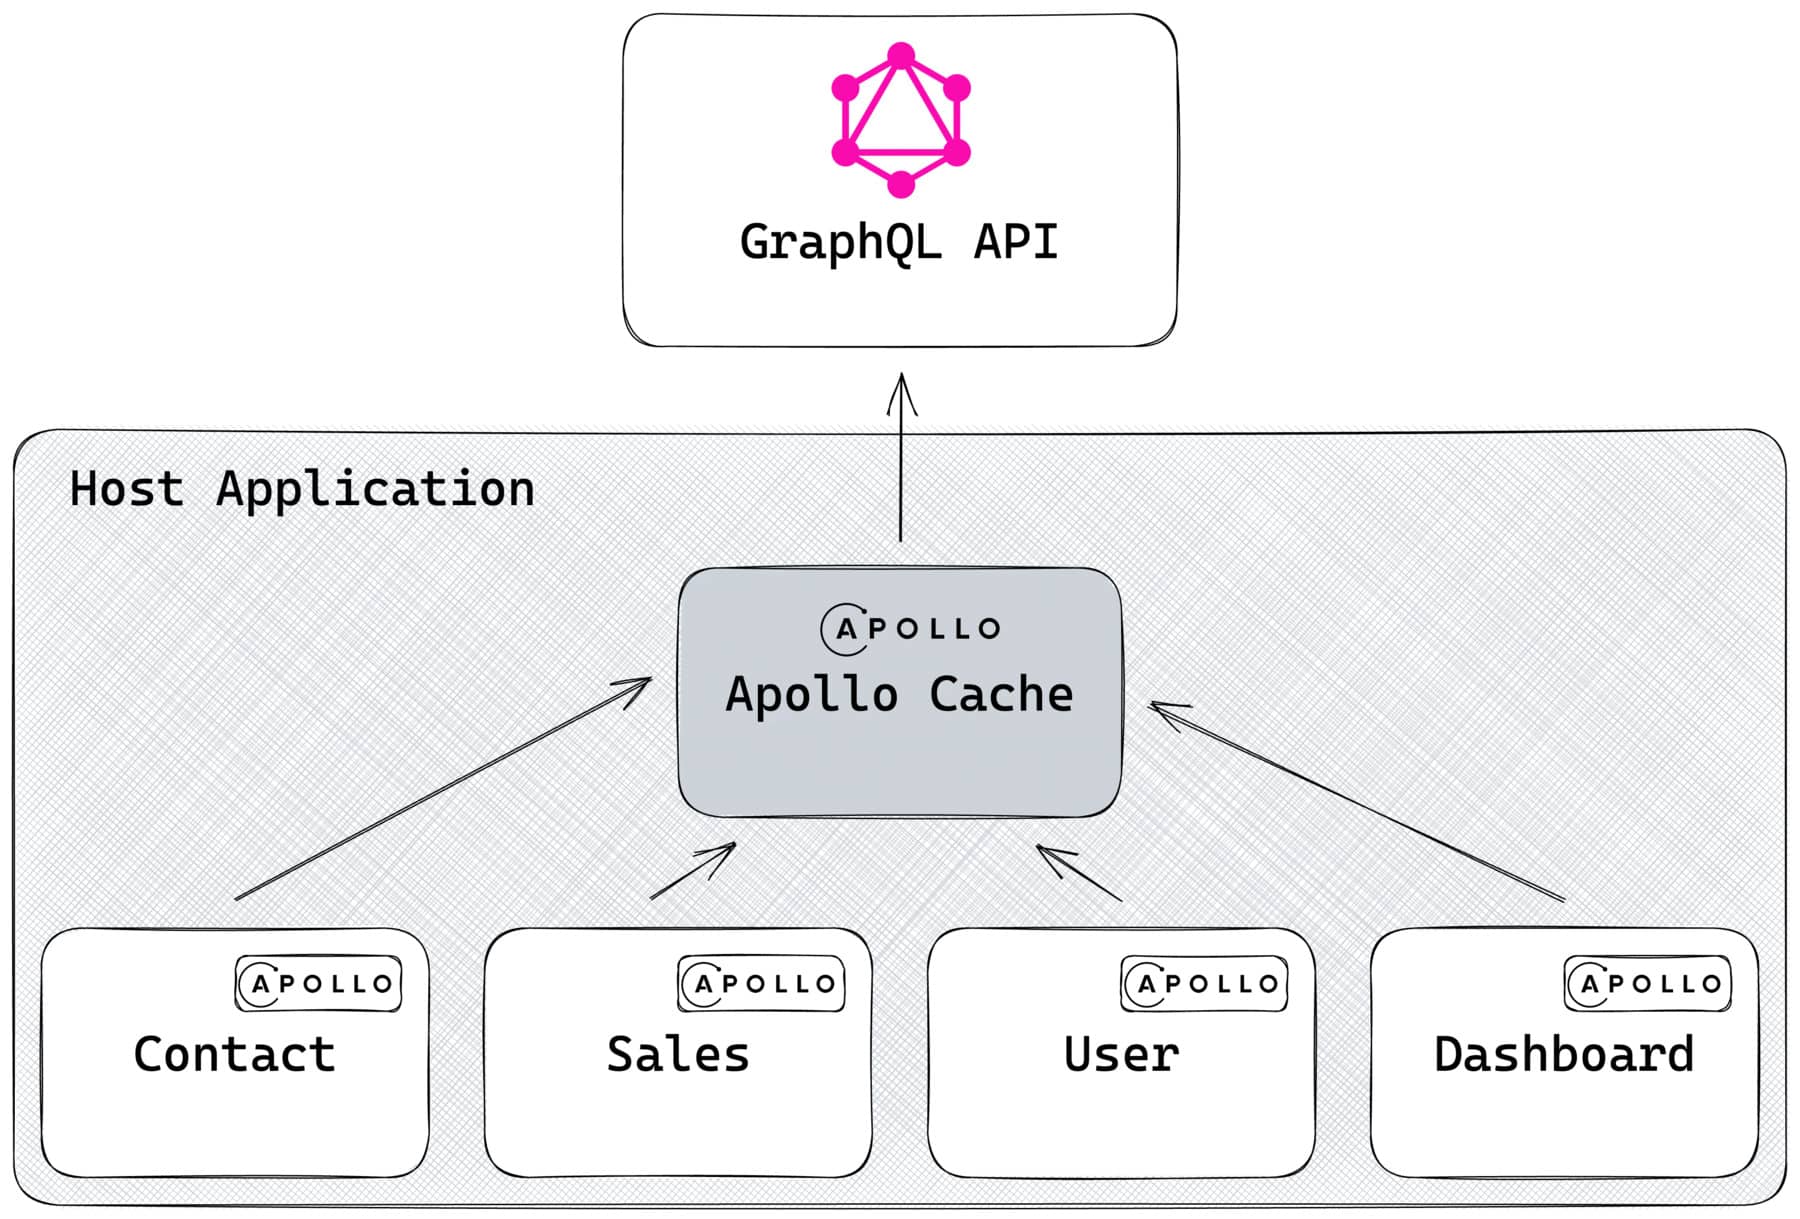 GraphQL API
Host Application
APOLLO
Apollo Cache
APOLLO
Contact
APOLLO
Sales
APOLLO
User
APOLLO
Dashboard